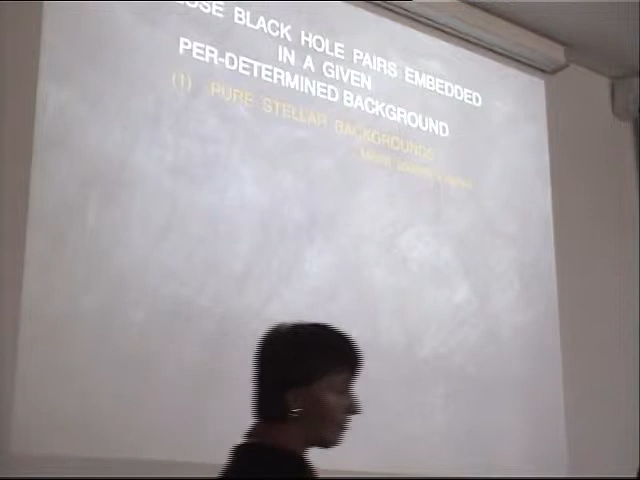 BLACK HOLE PAIRS EMBEDDED
IN A GIVEN
PER-DETERMINED BACKGROUND
(1) PURE STELLAR BACKGROUNDS